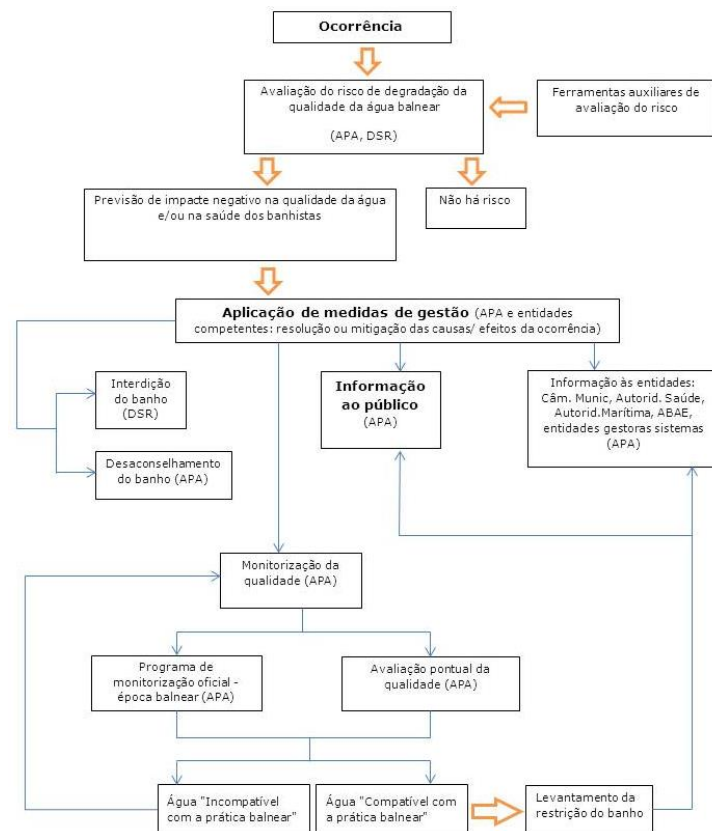 Ocorrência
Avaliação do risco de degradação da
qualidade da água balnear
(APA, DSR)
Ferramentas auxiliares de
avaliação do risco
Previsão de impacte negativo na qualidade da água
e/ou na saúde dos banhistas
Não há risco
Aplicação de medidas de gestão (APA e entidades
competentes: resolução ou mitigação das causas/ efeitos da ocorrência)
Interdição do
banho
(DSR)
Informação
ao público
(APA)
Informação às entidades:
Câm. Munic, Autorid. Saúde,
Autorid.Marítima, ABAE,
entidades gestoras sistemas
(APA)
Desaconselhamento
do banho (APA)
Monitorização da
qualidade (APA)
Programa de
monitorização oficial -
época balnear (APA)
Avaliação pontual da
qualidade (APA)
Água "Incompatível
com a prática balnear"
Água "Compatível com
a prática balnear"
Levantamento da
restrição do banho